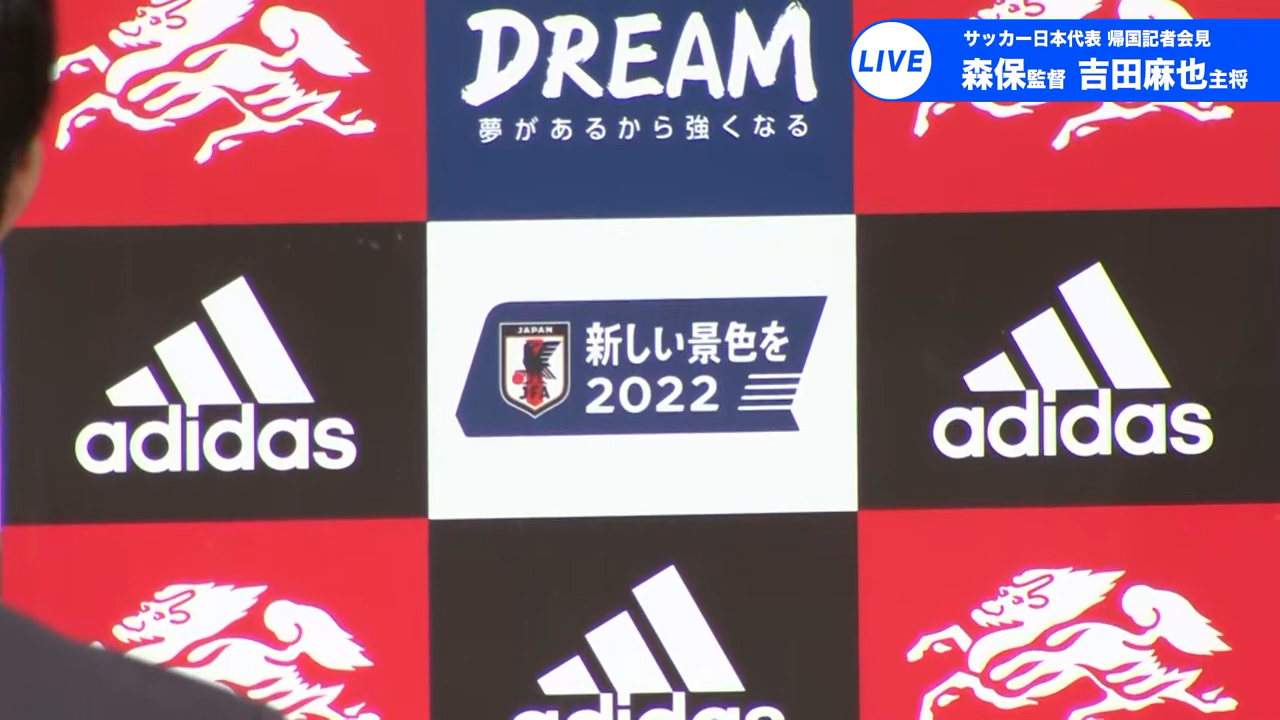 DREAM
夢があるから強くなる
LIVE
サッカー日本代表 帰国記者会見
森保監督 吉田麻也主将
adidas
JAPAN
JFA
新しい景色を
2022
adidas
adidas